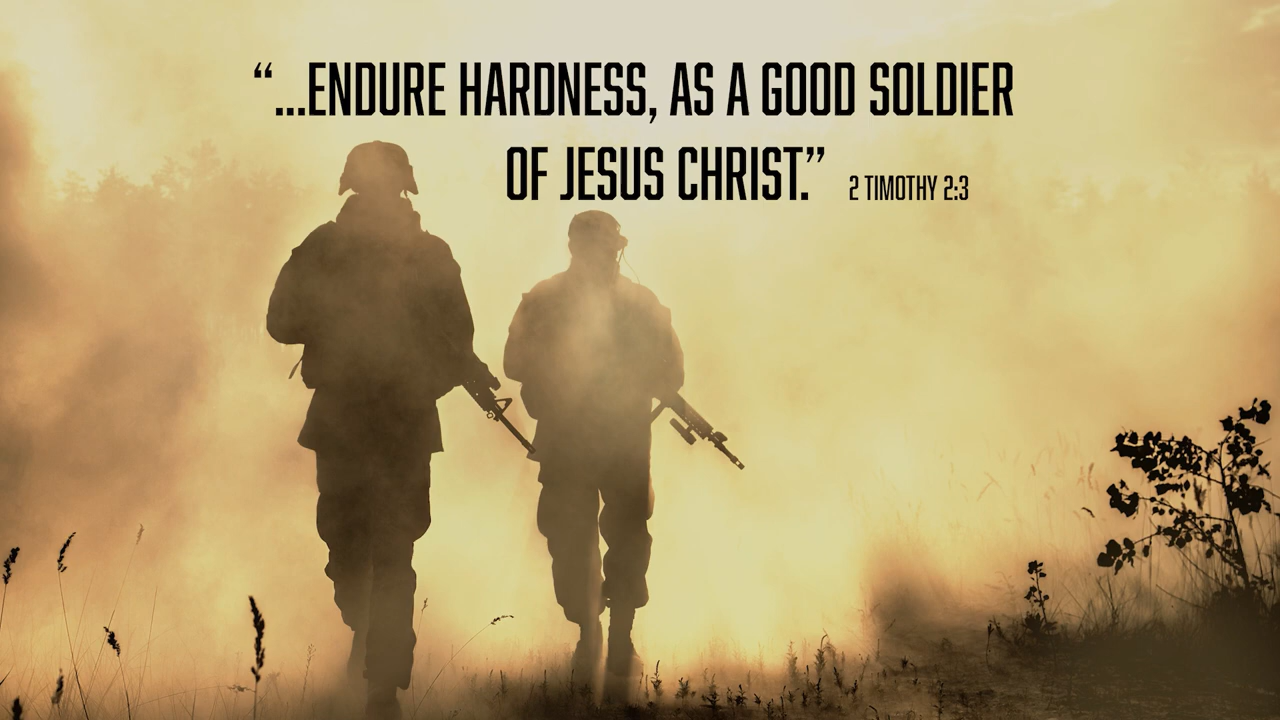 “...ENDURE HARDNESS, AS A GOOD SOLDIER
OF JESUS CHRIST.” 2 TIMOTHY 2:3